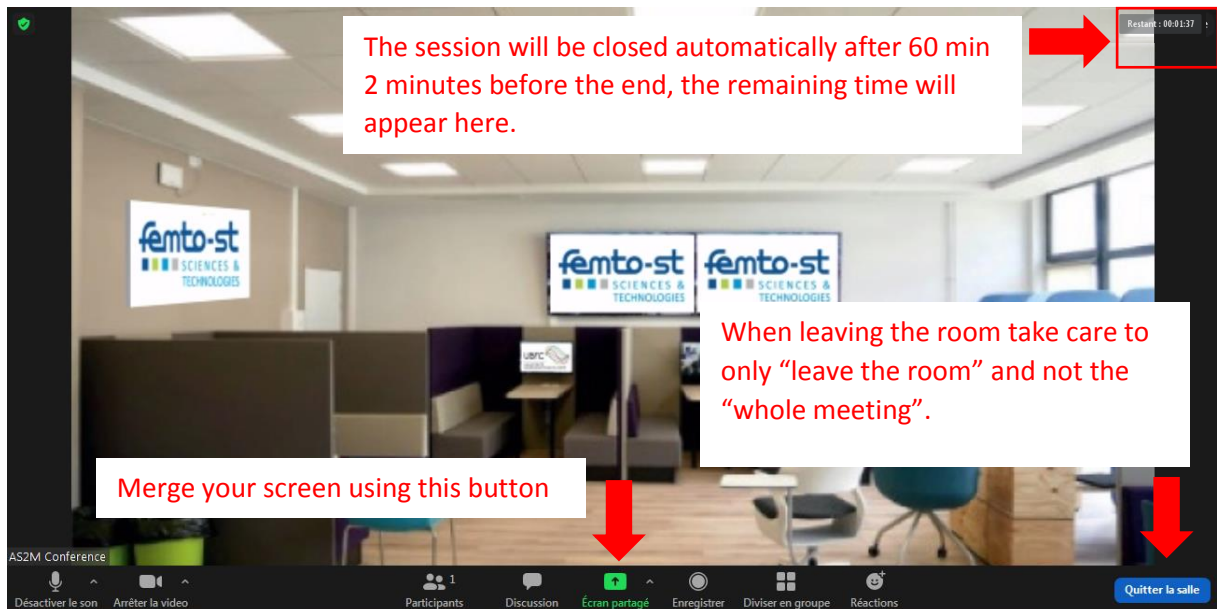 Restant : 00:01:37
The session will be closed automatically after 60 min
2 minutes before the end, the remaining time will
appear here.
femto-st
SCIENCES &
TECHNOLOGIES
femto-st
SCIENCES &
TECHNOLOGIES
femto-st
SCIENCES &
TECHNOLOGIES
When leaving the room take care to
only “leave the room” and not the
“whole meeting”.
Merge your screen using this button
AS2M Conference
1
Désactiver le son
Arrêter la video
Participants
Discussion
Écran partagé
Enregistrer
Diviser en groupe
Réactions
Quitter la salle